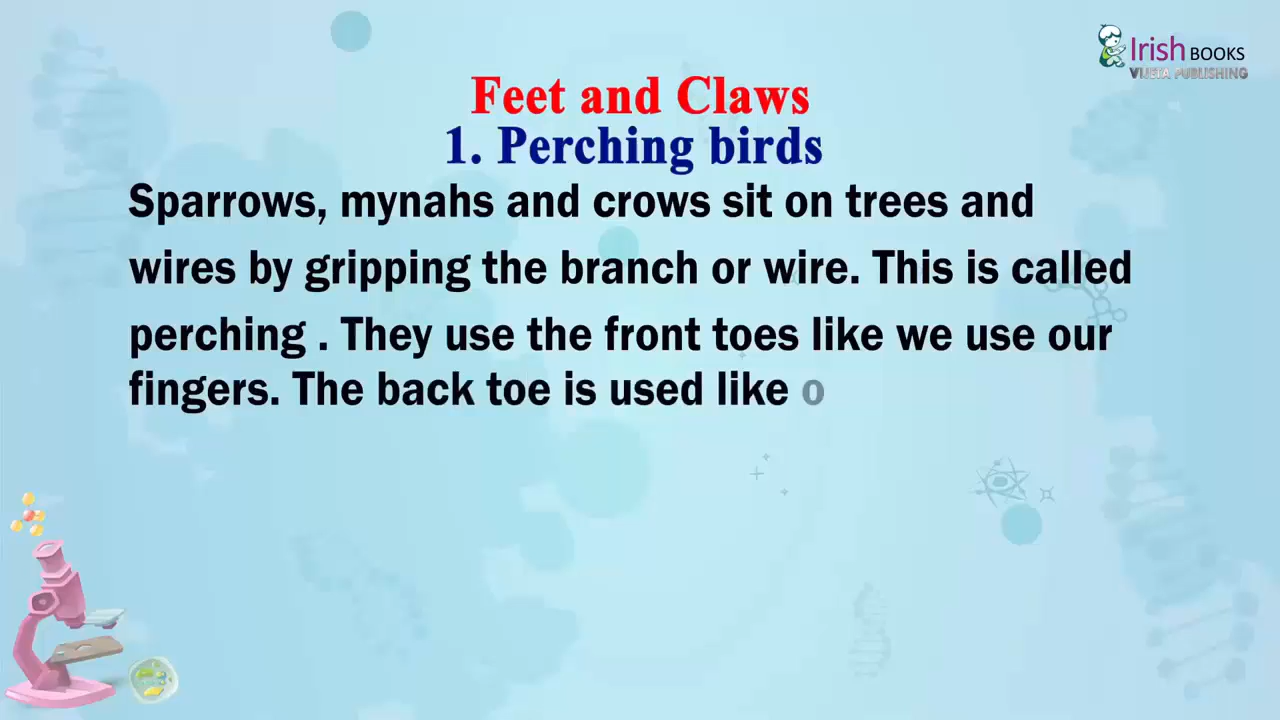 Irish BOOKS
VIJETA PUBLISHING
Feet and Claws
1. Perching birds
Sparrows, mynahs and crows sit on trees and
wires by gripping the branch or wire. This is called
perching . They use the front toes like we use our
fingers. The back toe is used like o